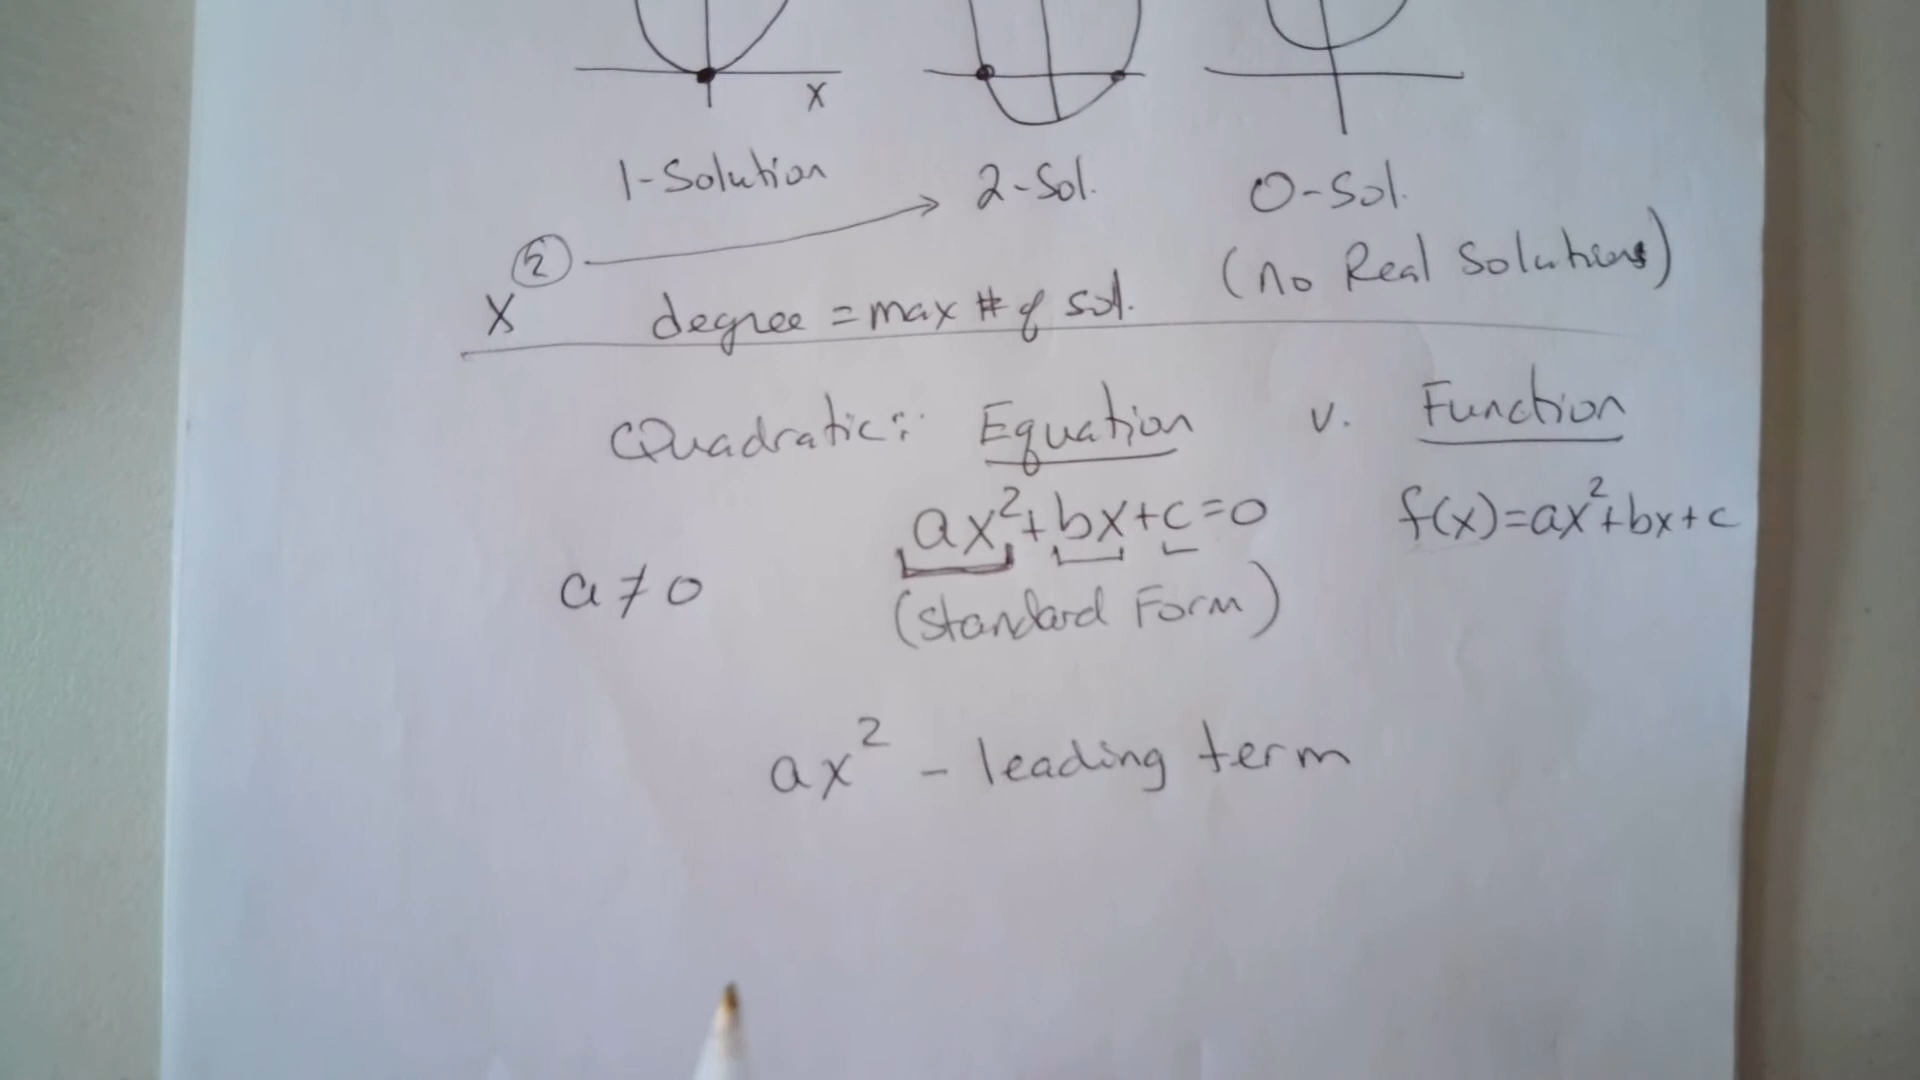 x
1-Solution 2-Sol. 0-Sol.
x² degree = max # of sol. (no Real Solutions)
Quadratic: Equation v. Function
ax²+bx+c=0 f(x)=ax²+bx+c
a≠0 (Standard Form)
ax² - leading term